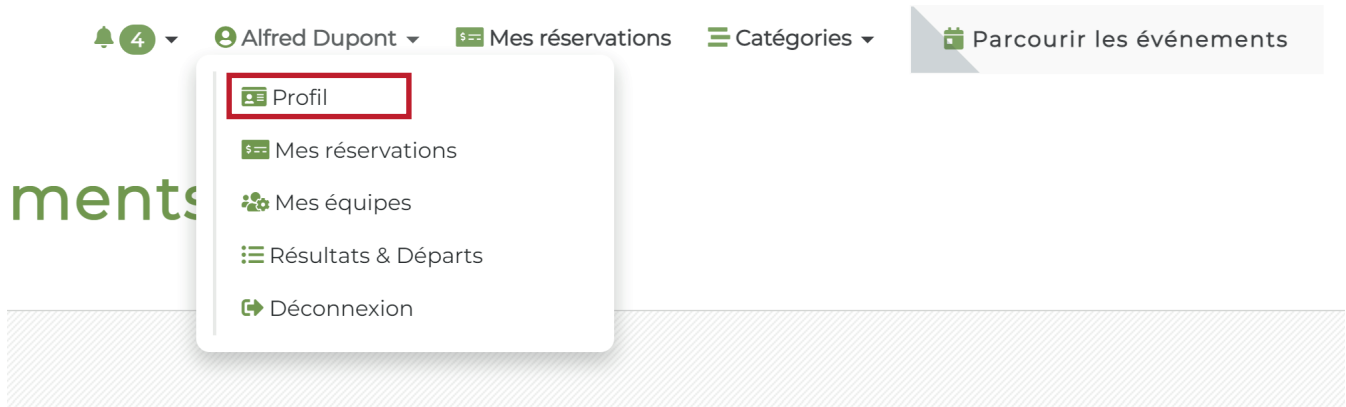 4 Alfred Dupont Mes réservations Catégories Parcourir les événements
Profil
Mes réservations
ments
Mes équipes
Résultats & Départs
Déconnexion